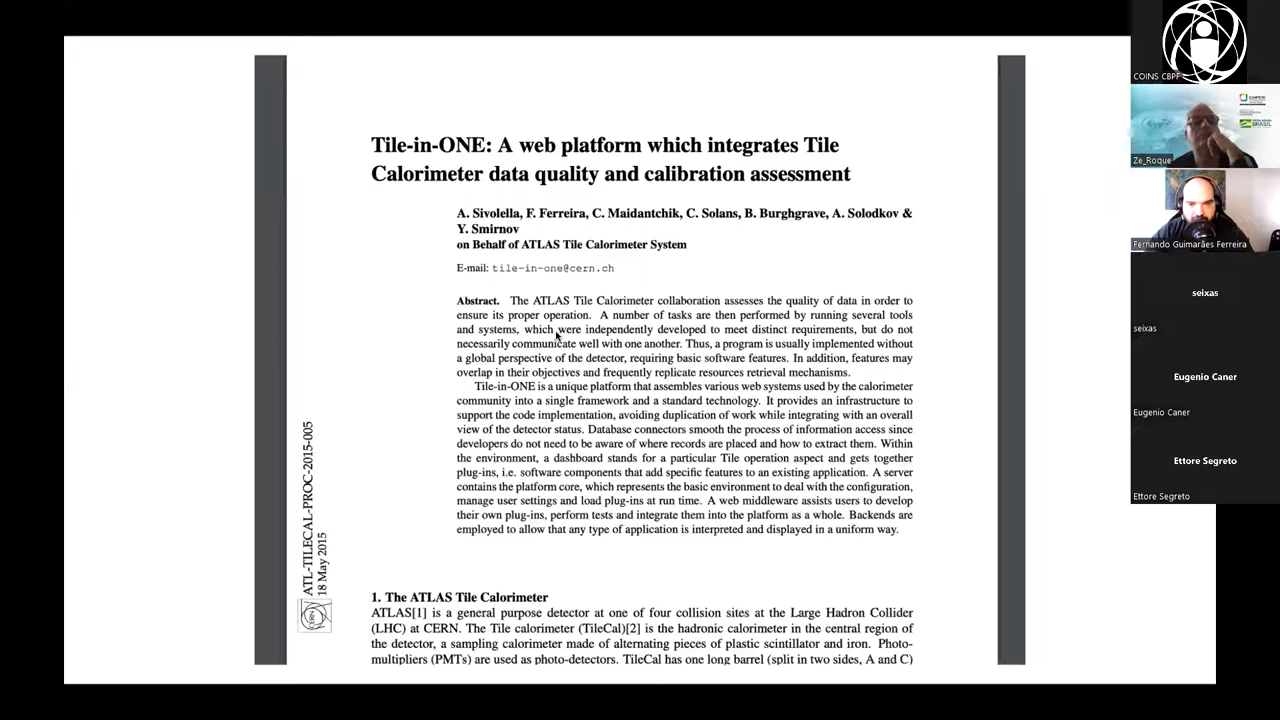 Tile-in-ONE: A web platform which integrates Tile
Calorimeter data quality and calibration assessment
A. Sivolella, F. Ferreira, C. Maidantchik, C. Solans, B. Burghgrave, A. Solodkov &
Y. Smirnov
on Behalf of ATLAS Tile Calorimeter System
E-mail: tile-in-one@cern.ch
Abstract. The ATLAS Tile Calorimeter collaboration assesses the quality of data in order to
ensure its proper operation. A number of tasks are then performed by running several tools
and systems, which were independently developed to meet distinct requirements, but do not
necessarily communicate well with one another. Thus, a program is usually implemented without
a global perspective of the detector, requiring basic software features. In addition, features may
overlap in their objectives and frequently replicate resources retrieval mechanisms.
Tile-in-ONE is a unique platform that assembles various web systems used by the calorimeter
community into a single framework and a standard technology. It provides an infrastructure to
support the code implementation, avoiding duplication of work while integrating with an overall
view of the detector status. Database connectors smooth the process of information access since
developers do not need to be aware of where records are placed and how to extract them. Within
the environment, a dashboard stands for a particular Tile operation aspect and gets together
plug-ins, i.e. software components that add specific features to an existing application. A server
contains the platform core, which represents the basic environment to deal with the configuration,
manage user settings and load plug-ins at run time. A web middleware assists users to develop
their own plug-ins, perform tests and integrate them into the platform as a whole. Backends are
employed to allow that any type of application is interpreted and displayed in a uniform way.
ATL-TILECAL-PROC-2015-005
18 May 2015
1. The ATLAS Tile Calorimeter
ATLAS[1] is a general purpose detector at one of four collision sites at the Large Hadron Collider
(LHC) at CERN. The Tile calorimeter (TileCal)[2] is the hadronic calorimeter in the central region of
the detector, a sampling calorimeter made of alternating pieces of plastic scintillator and iron. Photo-
multipliers (PMTs) are used as photo-detectors. TileCal has one long barrel (split in two sides, A and C)
COINS CBPF
BRASIL
Ze_Roque
Fernando Guimarães Ferreira
seixas
seixas
Eugenio Caner
Eugenio Caner
Ettore Segreto
Ettore Segreto